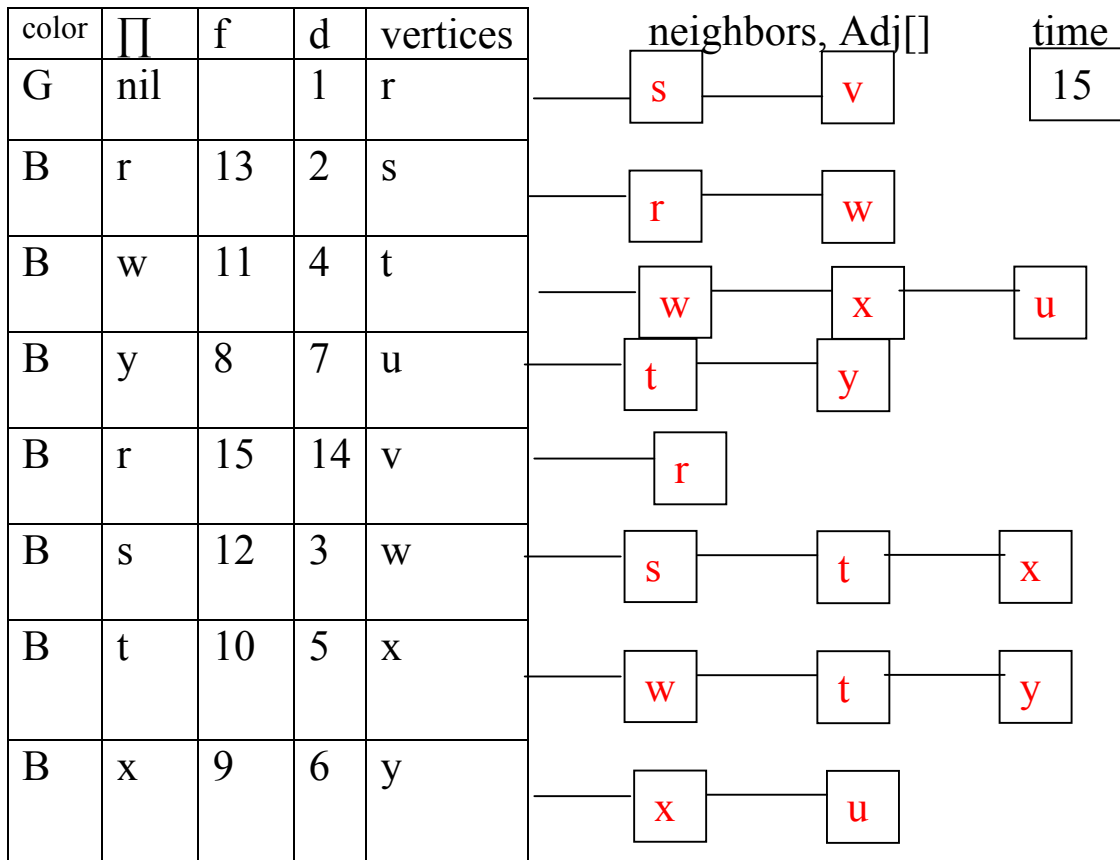 color ∏ f d vertices neighbors, Adj[] time
G nil 1 r s v 15
B r 13 2 s r w
B w 11 4 t w x u
B y 8 7 u t y
B r 15 14 v r
B s 12 3 w s t x
B t 10 5 x w t y
B x 9 6 y x u